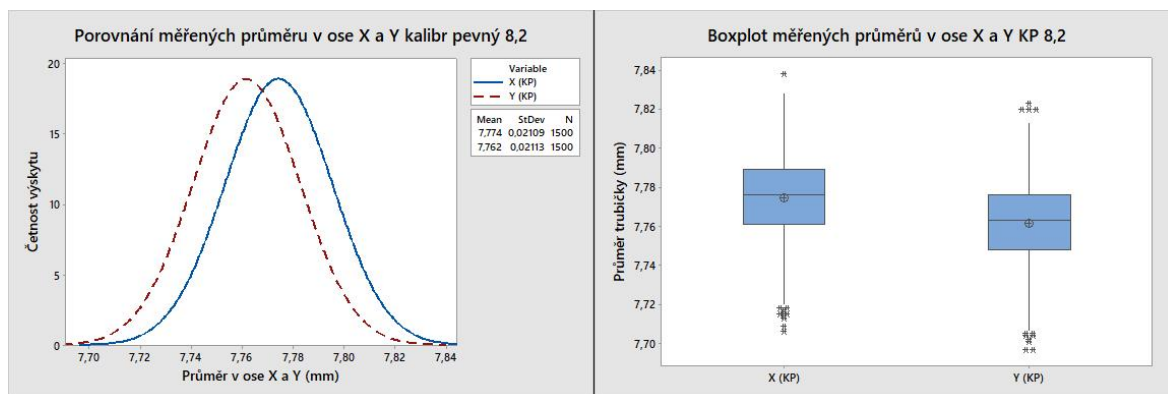 Porovnání měřených průměru v ose X a Y kalibr pevný 8,2
20
15
10
5
0
Četnost výskytu
7,70 7,72 7,74 7,76 7,78 7,80 7,82 7,84
Průměr v ose X a Y (mm)
Variable
X (KP)
Y (KP)
Mean StDev N
7,774 0,02109 1500
7,762 0,02113 1500
Boxplot měřených průměrů v ose X a Y KP 8,2
7,84
7,82
7,80
7,78
7,76
7,74
7,72
7,70
Průměr trubičky (mm)
X (KP) Y (KP)